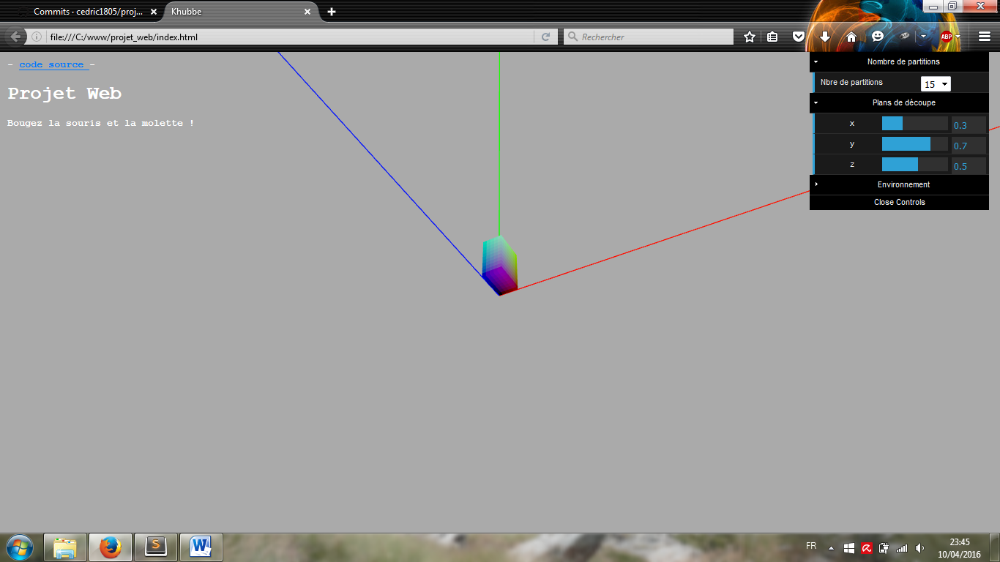 Commits · cedric1805/proj...
Khubbe
file:///C:/www/projet_web/index.html
Rechercher
ABP
- code source -
Projet Web
Bougez la souris et la molette !
Nombre de partitions
Nbre de partitions 15
Plans de découpe
x 0.3
y 0.7
z 0.5
Environnement
Close Controls
S
W
FR
23:45
10/04/2016